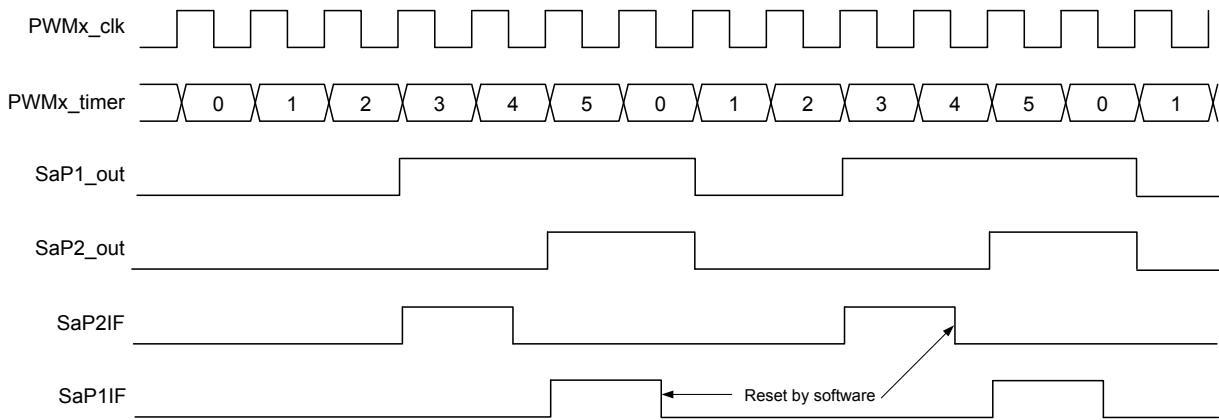 PWMx_clk
PWMx_timer 0 1 2 3 4 5 0 1 2 3 4 5 0 1
SaP1_out
SaP2_out
SaP2IF
SaP1IF
Reset by software